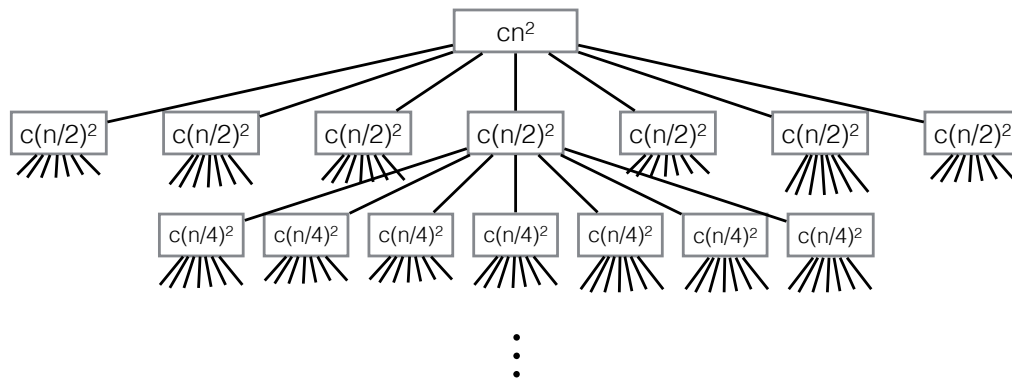 cn²
c(n/2)² c(n/2)² c(n/2)² c(n/2)² c(n/2)² c(n/2)² c(n/2)²
c(n/4)² c(n/4)² c(n/4)² c(n/4)² c(n/4)² c(n/4)² c(n/4)²